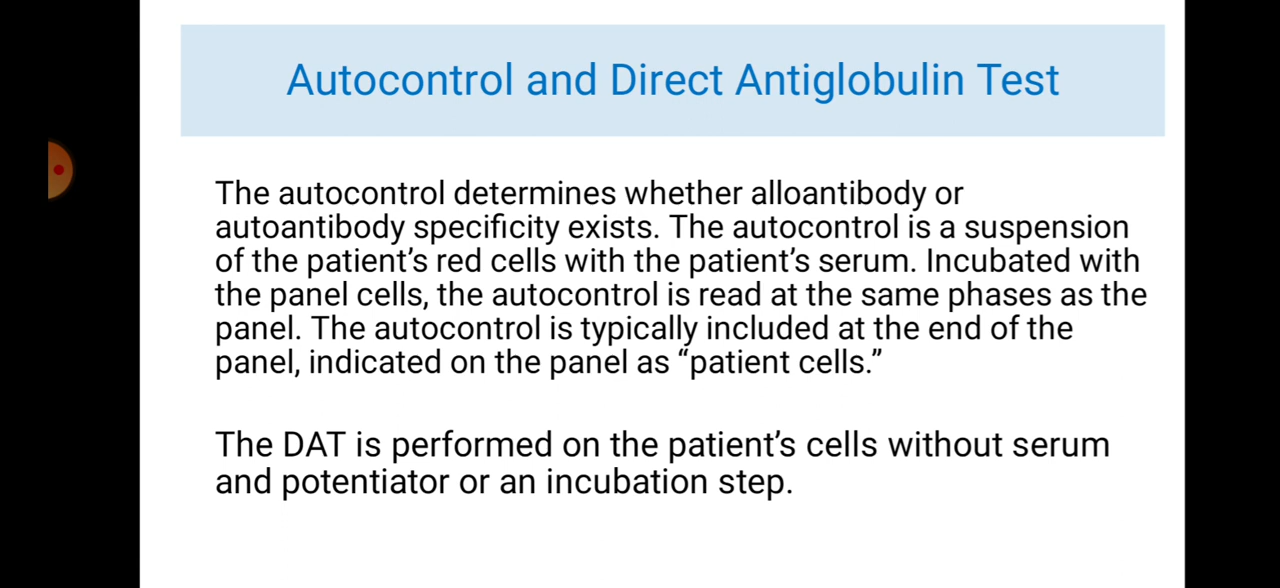 Autocontrol and Direct Antiglobulin Test
The autocontrol determines whether alloantibody or
autoantibody specificity exists. The autocontrol is a suspension
of the patient’s red cells with the patient’s serum. Incubated with
the panel cells, the autocontrol is read at the same phases as the
panel. The autocontrol is typically included at the end of the
panel, indicated on the panel as “patient cells.”
The DAT is performed on the patient’s cells without serum
and potentiator or an incubation step.